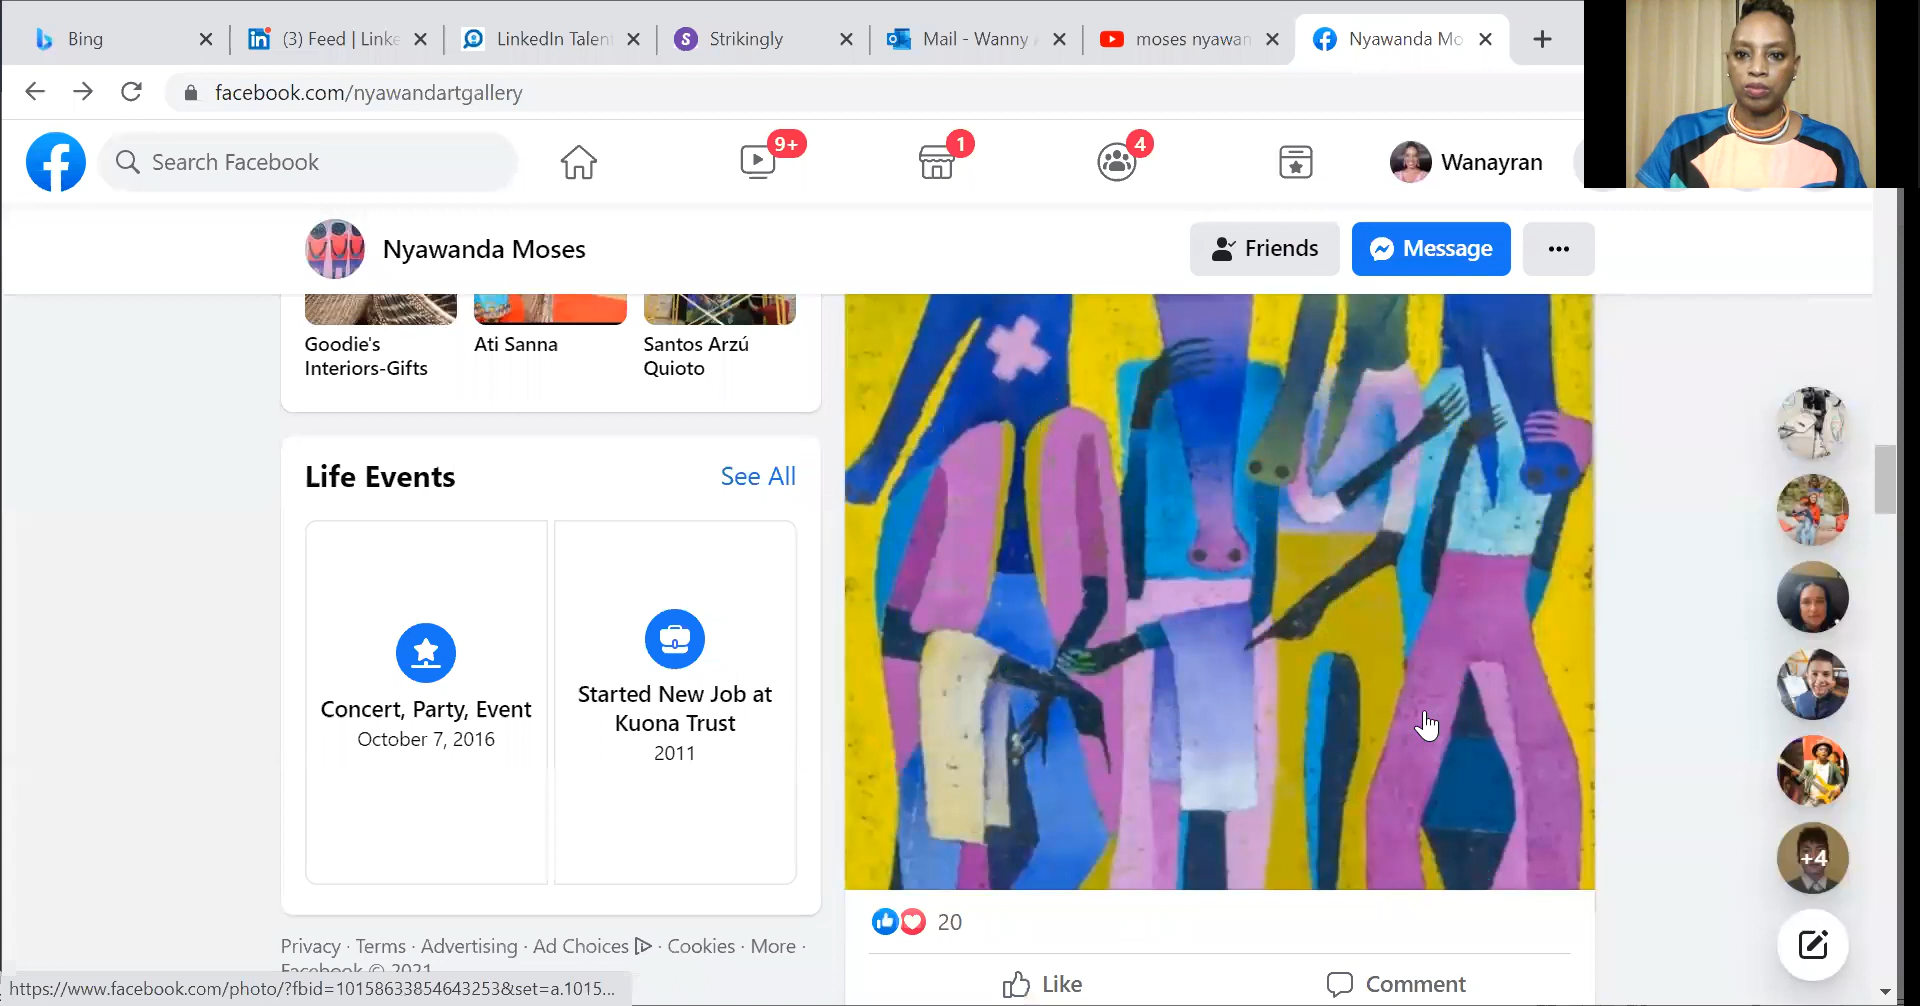 Bing
(3) Feed | Linke
LinkedIn Talen
Strikingly
Mail - Wanny
moses nyawan
Nyawanda Mo
facebook.com/nyawandartgallery
Search Facebook
9+
1
4
Wanayran
Nyawanda Moses
Friends
Message
Goodie's
Interiors-Gifts
Ati Sanna
Santos Arzú
Quioto
Life Events
See All
Concert, Party, Event
October 7, 2016
Started New Job at
Kuona Trust
2011
+4
20
Privacy · Terms · Advertising · Ad Choices · Cookies · More ·
Facebook © 2021
Like
Comment
https://www.facebook.com/photo/?fbid=10158633854643253&set=a.1015...